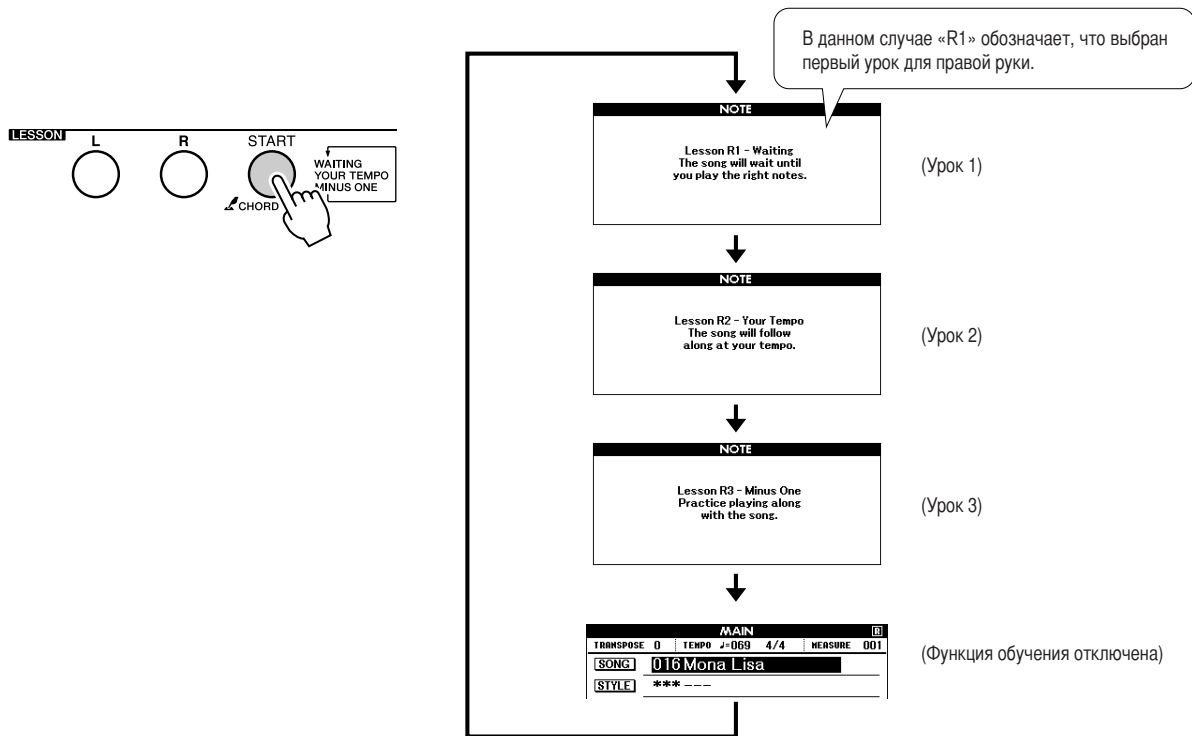 В данном случае «R1» обозначает, что выбран
первый урок для правой руки.
LESSON
L R START
WAITING
YOUR TEMPO
MINUS ONE
CHORD
NOTE
Lesson R1 - Waiting
The song will wait until
you play the right notes.
(Урок 1)
NOTE
Lesson R2 - Your Tempo
The song will follow
along at your tempo.
(Урок 2)
NOTE
Lesson R3 - Minus One
Practice playing along
with the song.
(Урок 3)
MAIN R
TRANSPOSE 0 TEMPO ♩=069 4/4 MEASURE 001
SONG 016 Mona Lisa
STYLE ***---
(Функция обучения отключена)